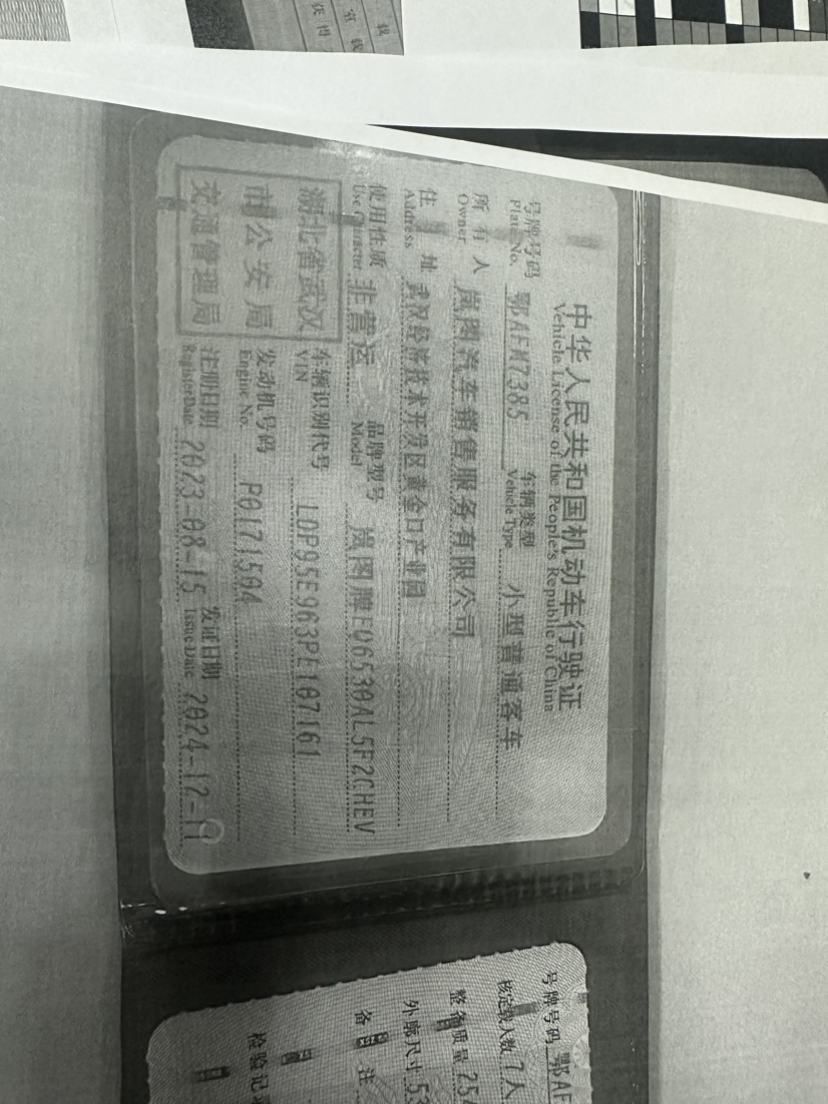 中华人民共和国机动车行驶证
Vehicle License of the People's Republic of China
号牌号码 鄂AFM7385 车辆类型 小型普通客车
Plate No. Vehicle Type
所有人 岚图汽车销售服务有限公司
Owner
住址 武汉经济技术开发区黄金口产业园
Address
使用性质 非营运 品牌型号 岚图牌EQ6530AL5F2CHEV
Use Character Model
湖北省武汉
市公安局
交通管理局
车辆识别代号 LDP95E963PE107161
VIN
发动机号码 P0171504
Engine No.
注册日期 2023-08-15 发证日期 2024-12-11
Register Date Issue Date
号牌号码 鄂AF
核定载人数 7人
整备质量 254
外廓尺寸 53
备注
检验记